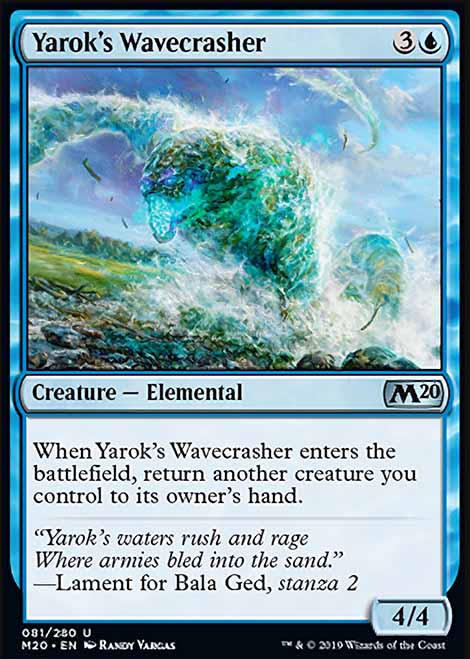 Yarok's Wavecrasher 3
Creature — Elemental M20
When Yarok's Wavecrasher enters the
battlefield, return another creature you
control to its owner's hand.
“Yarok's waters rush and rage
Where armies bled into the sand.”
—Lament for Bala Ged, stanza 2
4/4
081/280 U
M20 • EN Randy Vargas ™ & © 2019 Wizards of the Coast